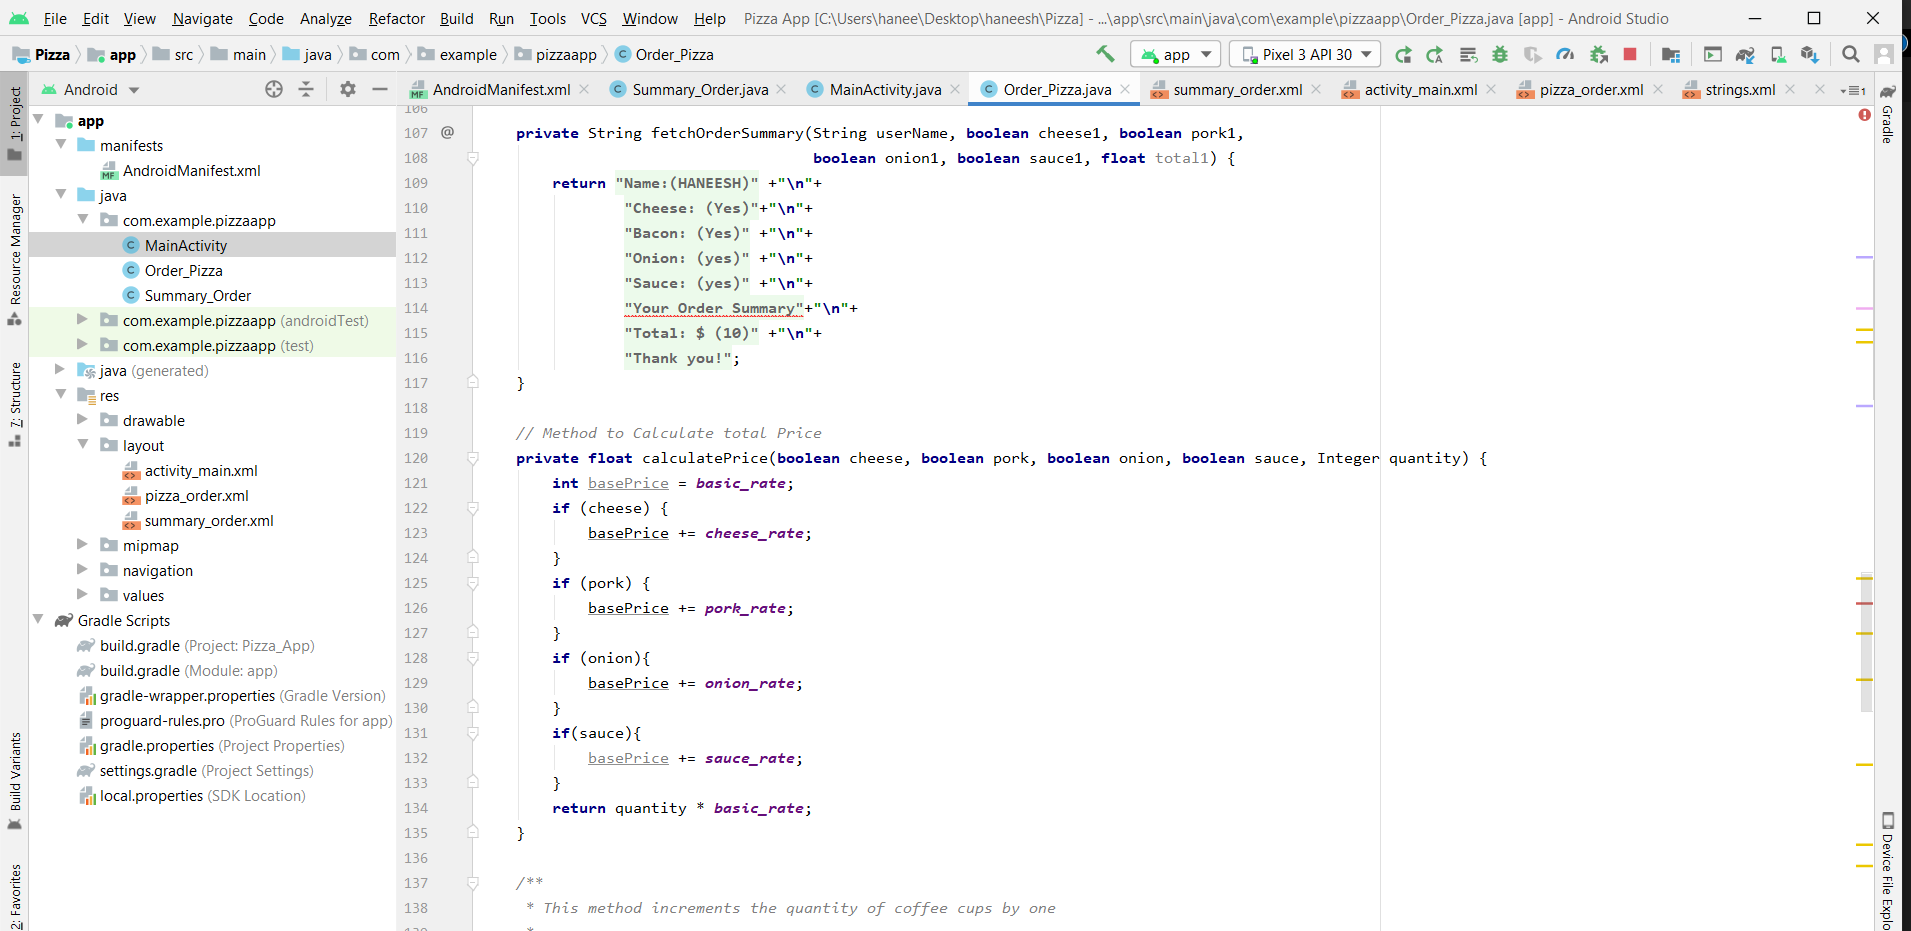 File Edit View Navigate Code Analyze Refactor Build Run Tools VCS Window Help Pizza App [C:\Users\hanee\Desktop\haneesh\Pizza] - ...\app\src\main\java\com\example\pizzaapp\Order_Pizza.java [app] - Android Studio
Pizza app src main java com example pizzaapp Order_Pizza app Pixel 3 API 30
Android
AndroidManifest.xml Summary_Order.java MainActivity.java Order_Pizza.java summary_order.xml activity_main.xml pizza_order.xml strings.xml
1: Project
Resource Manager
7: Structure
Build Variants
2: Favorites
app
manifests
AndroidManifest.xml
java
com.example.pizzaapp
MainActivity
Order_Pizza
Summary_Order
com.example.pizzaapp (androidTest)
com.example.pizzaapp (test)
java (generated)
res
drawable
layout
activity_main.xml
pizza_order.xml
summary_order.xml
mipmap
navigation
values
Gradle Scripts
build.gradle (Project: Pizza_App)
build.gradle (Module: app)
gradle-wrapper.properties (Gradle Version)
proguard-rules.pro (ProGuard Rules for app)
gradle.properties (Project Properties)
settings.gradle (Project Settings)
local.properties (SDK Location)
106
107 @ private String fetchOrderSummary(String userName, boolean cheese1, boolean pork1,
108 boolean onion1, boolean sauce1, float total1) {
109 return "Name:(HANEESH)" +"\n"+
110 "Cheese: (Yes)"+"\n"+
111 "Bacon: (Yes)" +"\n"+
112 "Onion: (yes)" +"\n"+
113 "Sauce: (yes)" +"\n"+
114 "Your Order Summary"+"\n"+
115 "Total: $ (10)" +"\n"+
116 "Thank you!";
117 }
118
119 // Method to Calculate total Price
120 private float calculatePrice(boolean cheese, boolean pork, boolean onion, boolean sauce, Integer quantity) {
121 int basePrice = basic_rate;
122 if (cheese) {
123 basePrice += cheese_rate;
124 }
125 if (pork) {
126 basePrice += pork_rate;
127 }
128 if (onion){
129 basePrice += onion_rate;
130 }
131 if(sauce){
132 basePrice += sauce_rate;
133 }
134 return quantity * basic_rate;
135 }
136
137 /**
138 * This method increments the quantity of coffee cups by one
139 *
Gradle
Device File Explo